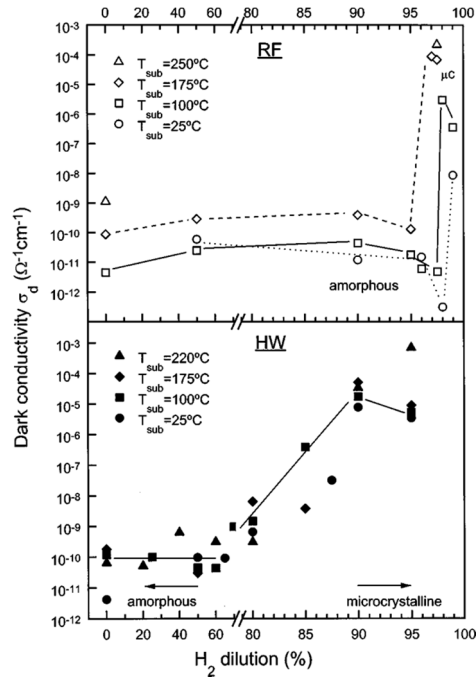 0 20 40 60 80 85 90 95 100
RF
10⁻³
10⁻⁴
10⁻⁵
10⁻⁶
10⁻⁷
10⁻⁸
10⁻⁹
10⁻¹⁰
10⁻¹¹
10⁻¹²
T_sub=250ºC
T_sub=175ºC
T_sub=100ºC
T_sub=25ºC
μC
amorphous
Dark conductivity σ_d (Ω⁻¹cm⁻¹)
HW
10⁻³
10⁻⁴
10⁻⁵
10⁻⁶
10⁻⁷
10⁻⁸
10⁻⁹
10⁻¹⁰
10⁻¹¹
10⁻¹²
T_sub=220ºC
T_sub=175ºC
T_sub=100ºC
T_sub=25ºC
amorphous
microcrystalline
0 20 40 60 80 85 90 95 100
H₂ dilution (%)